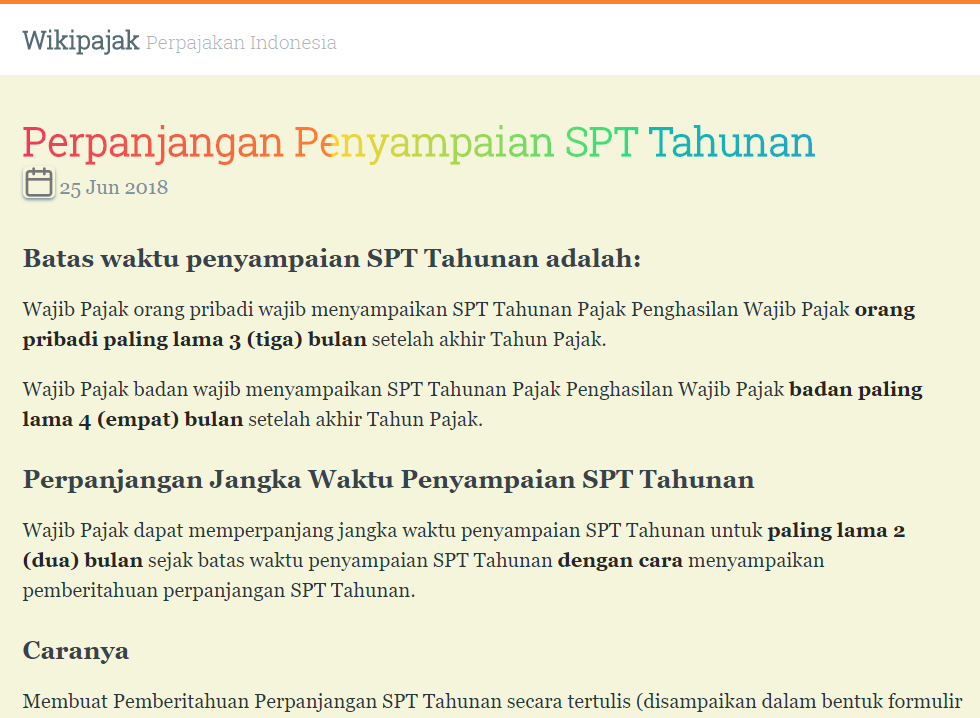 Wikipajak Perpajakan Indonesia
Perpanjangan Penyampaian SPT Tahunan
25 Jun 2018
Batas waktu penyampaian SPT Tahunan adalah:
Wajib Pajak orang pribadi wajib menyampaikan SPT Tahunan Pajak Penghasilan Wajib Pajak orang
pribadi paling lama 3 (tiga) bulan setelah akhir Tahun Pajak.
Wajib Pajak badan wajib menyampaikan SPT Tahunan Pajak Penghasilan Wajib Pajak badan paling
lama 4 (empat) bulan setelah akhir Tahun Pajak.
Perpanjangan Jangka Waktu Penyampaian SPT Tahunan
Wajib Pajak dapat memperpanjang jangka waktu penyampaian SPT Tahunan untuk paling lama 2
(dua) bulan sejak batas waktu penyampaian SPT Tahunan dengan cara menyampaikan
pemberitahuan perpanjangan SPT Tahunan.
Caranya
Membuat Pemberitahuan Perpanjangan SPT Tahunan secara tertulis (disampaikan dalam bentuk formulir